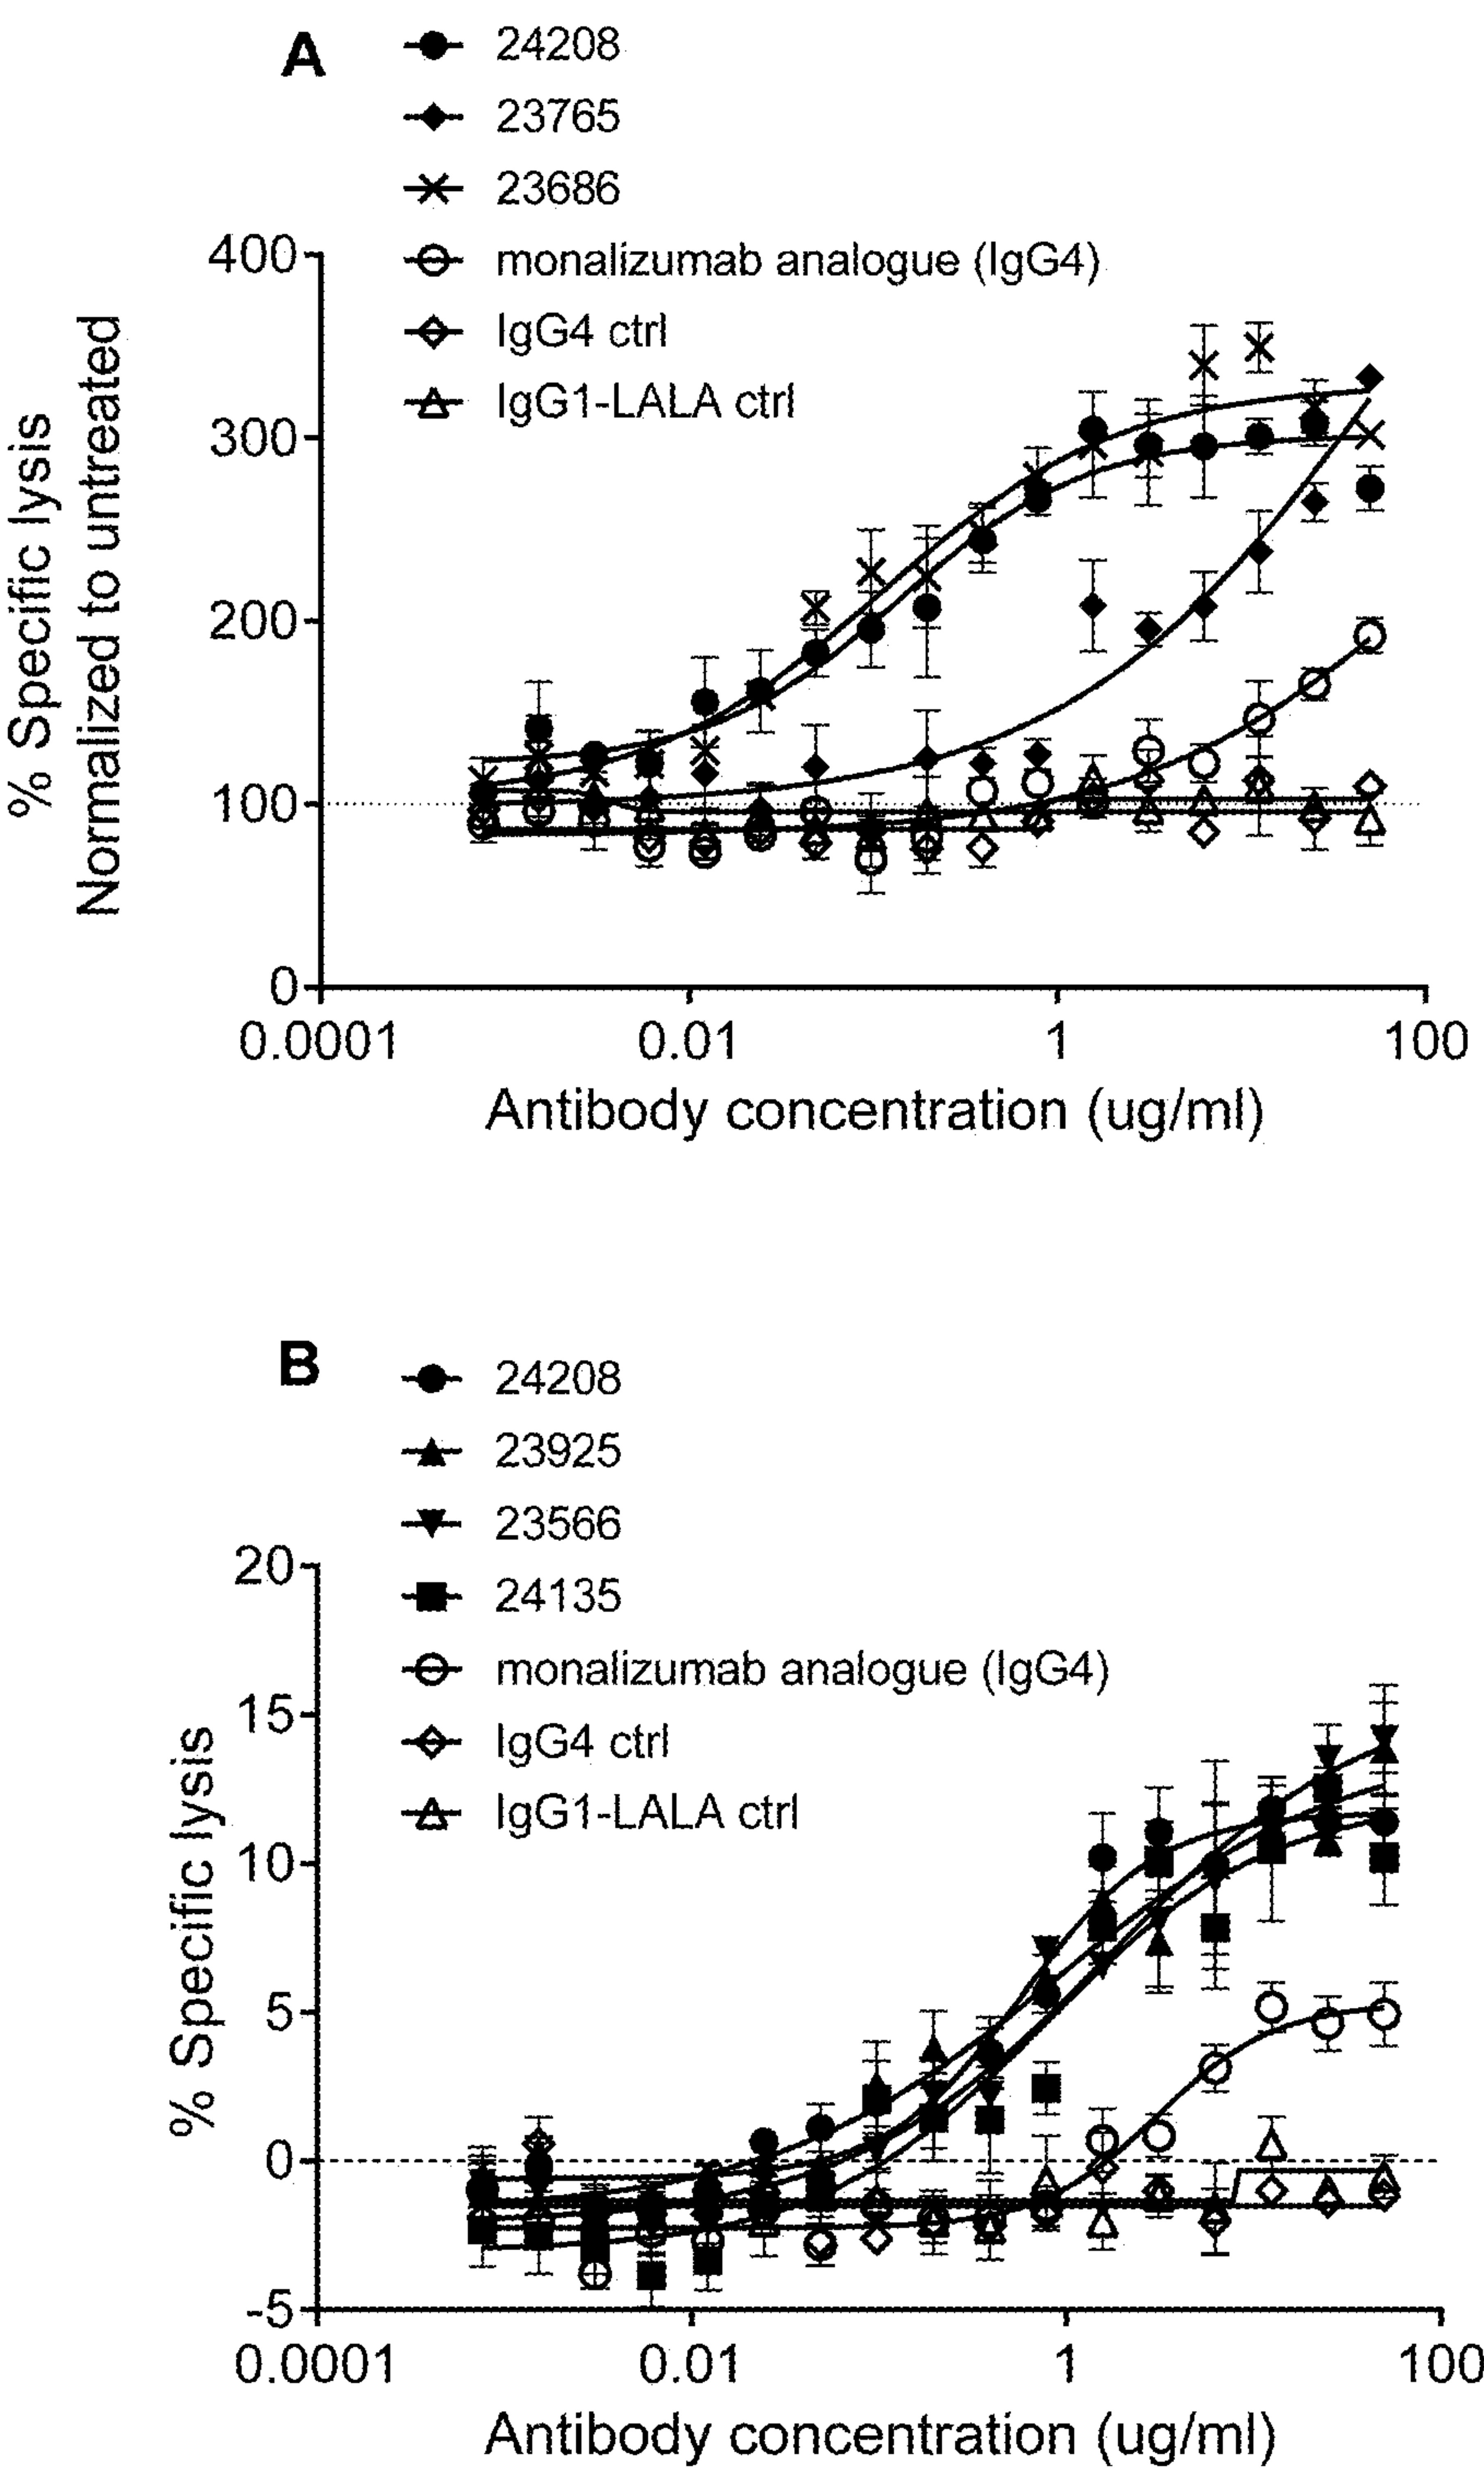 A
24208
23765
23686
monalizumab analogue (IgG4)
IgG4 ctrl
IgG1-LALA ctrl
% Specific lysis
Normalized to untreated
400
300
200
100
0
0.0001
0.01
1
100
Antibody concentration (ug/ml)
B
24208
23925
23566
24135
monalizumab analogue (IgG4)
IgG4 ctrl
IgG1-LALA ctrl
% Specific lysis
20
15
10
5
0
-5
0.0001
0.01
1
100
Antibody concentration (ug/ml)